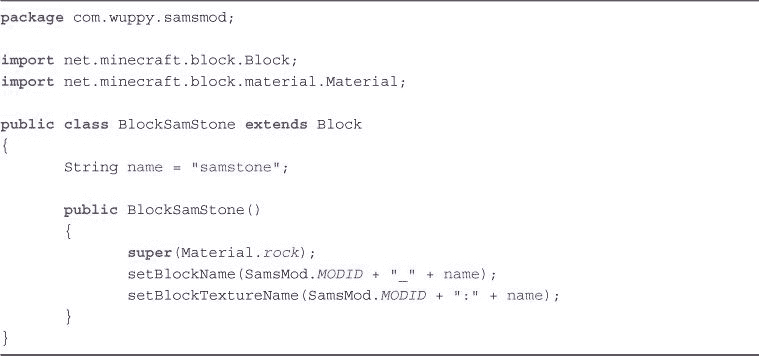 package com.wuppy.samsmod;
import net.minecraft.block.Block;
import net.minecraft.block.material.Material;
public class BlockSamStone extends Block
{
String name = "samstone";
public BlockSamStone()
{
super(Material.rock);
setBlockName(SamsMod.MODID + "_" + name);
setBlockTextureName(SamsMod.MODID + ":" + name);
}
}